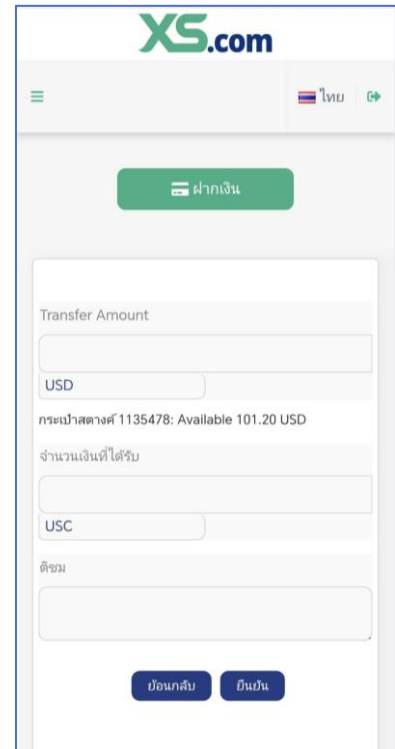 XS.com
ไทย
ฝากเงิน
Transfer Amount
USD
กระเป๋าสตางค์ 1135478: Available 101.20 USD
จำนวนเงินที่ได้รับ
USC
ติชม
ย้อนกลับ ยืนยัน